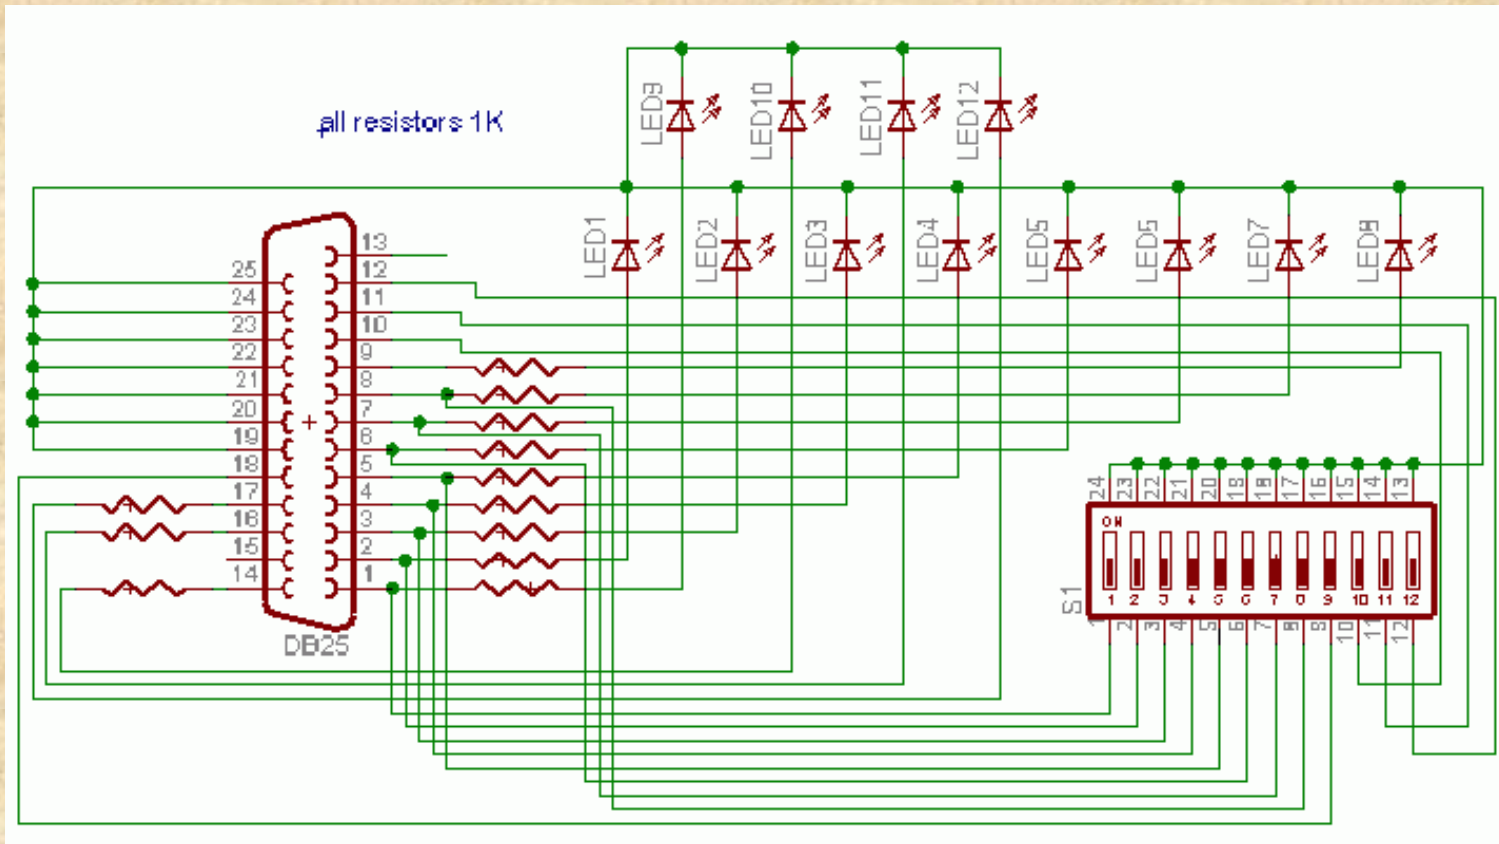 all resistors 1K
LED9
LED10
LED11
LED12
LED1
LED2
LED3
LED4
LED5
LED6
LED7
LED8
13
25
12
24
11
23
10
22
9
21
8
20
7
19
6
18
5
17
4
16
3
15
2
14
1
DB25
24
23
22
21
20
19
18
17
16
15
14
13
ON
1 2 3 4 5 6 7 8 9 10 11 12
S1
1
2
3
4
5
6
7
8
9
10
11
12